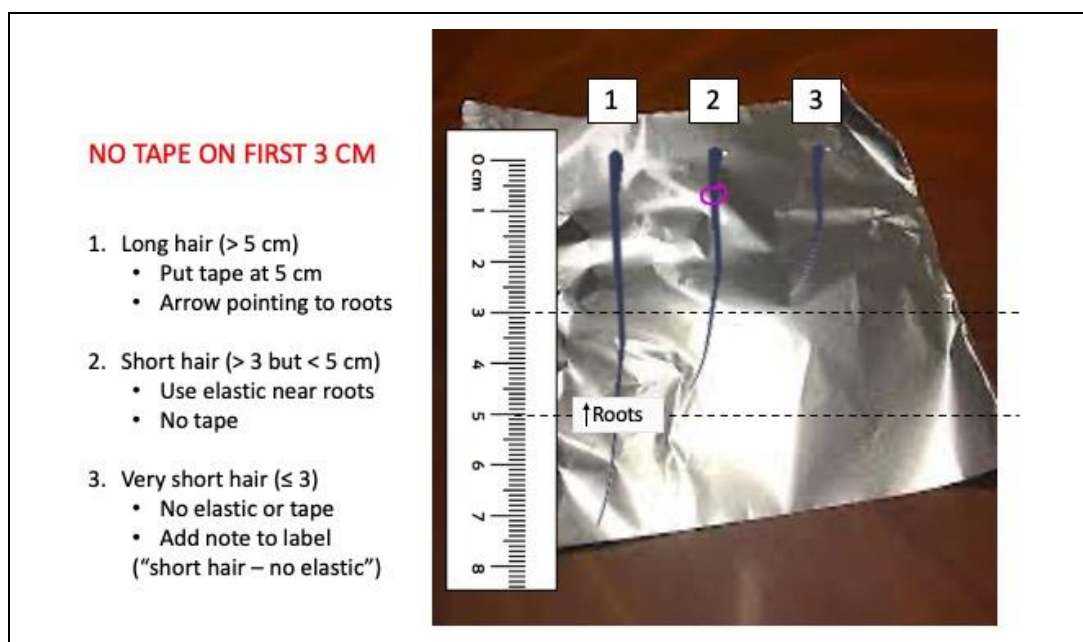 NO TAPE ON FIRST 3 CM
1. Long hair (> 5 cm)
• Put tape at 5 cm
• Arrow pointing to roots
2. Short hair (> 3 but < 5 cm)
• Use elastic near roots
• No tape
3. Very short hair (≤ 3)
• No elastic or tape
• Add note to label
(“short hair – no elastic”)
1 2 3
0 cm
1
2
3
4
5
6
7
8
↑Roots